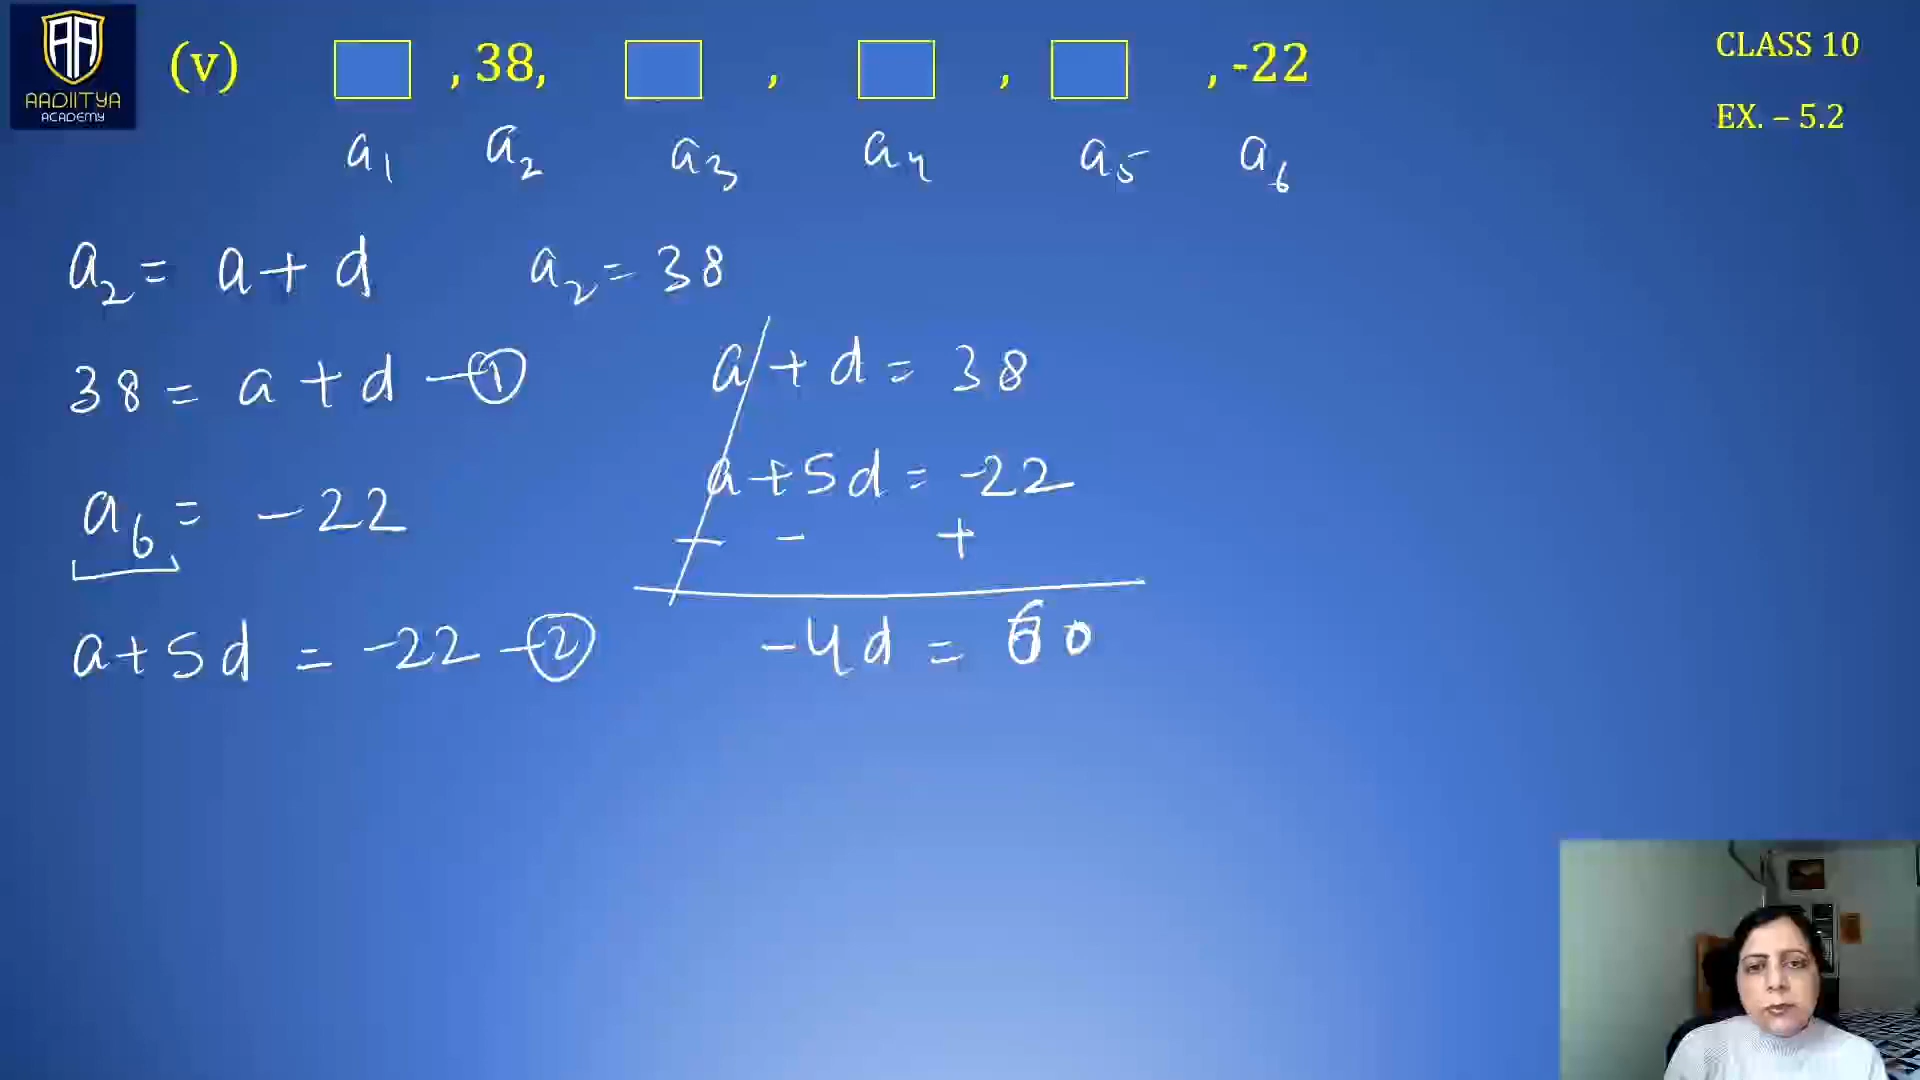 AADIITYA
ACADEMY
(v) , 38, , , , -22
CLASS 10
EX. – 5.2
a₁ a₂ a₃ a₄ a₅ a₆
a₂ = a + d a₂ = 38
38 = a + d — ①
a + d = 38
a₆ = -22
a + 5d = -22
- - +
a + 5d = -22 — ②
-4d = 60